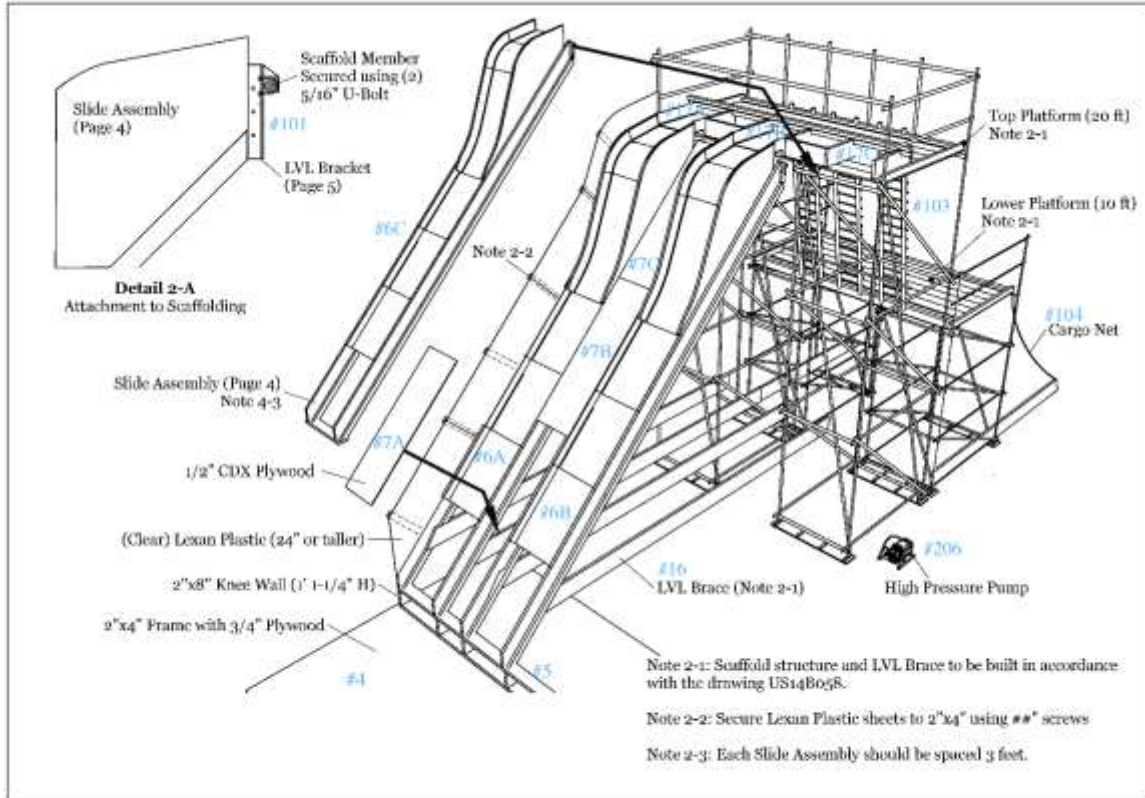 Scaffold Member
Secured using (2)
5/16" U-Bolt
Slide Assembly
(Page 4)
#101
LVL Bracket
(Page 5)
Detail 2-A
Attachment to Scaffolding
Top Platform (20 ft)
Note 2-1
#103
Lower Platform (10 ft)
Note 2-1
#6C
Note 2-2
#7C
#104
Cargo Net
#7B
Slide Assembly (Page 4)
Note 4-3
#7A
#6A
1/2" CDX Plywood
#6B
(Clear) Lexan Plastic (24" or taller)
#206
High Pressure Pump
#16
LVL Brace (Note 2-1)
2"x8" Knee Wall (1' 1-1/4" H)
2"x4" Frame with 3/4" Plywood
#4
#5
Note 2-1: Scaffold structure and LVL Brace to be built in accordance
with the drawing US14B058.
Note 2-2: Secure Lexan Plastic sheets to 2"x4" using ##" screws
Note 2-3: Each Slide Assembly should be spaced 3 feet.